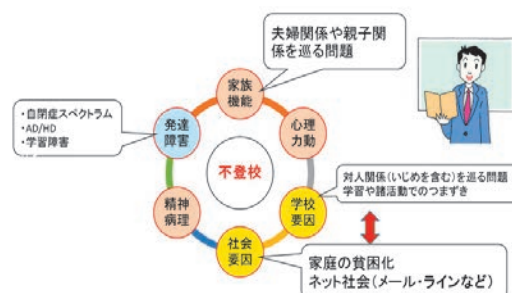 夫婦関係や親子関
係を巡る問題
家族
機能
・自閉症スペクトラム
・AD/HD
・学習障害
発達
障害
心理
力動
不登校
対人関係(いじめを含む)を巡る問題
学習や諸活動でのつまずき
精神
病理
学校
要因
社会
要因
家庭の貧困化
ネット社会(メール・ラインなど)